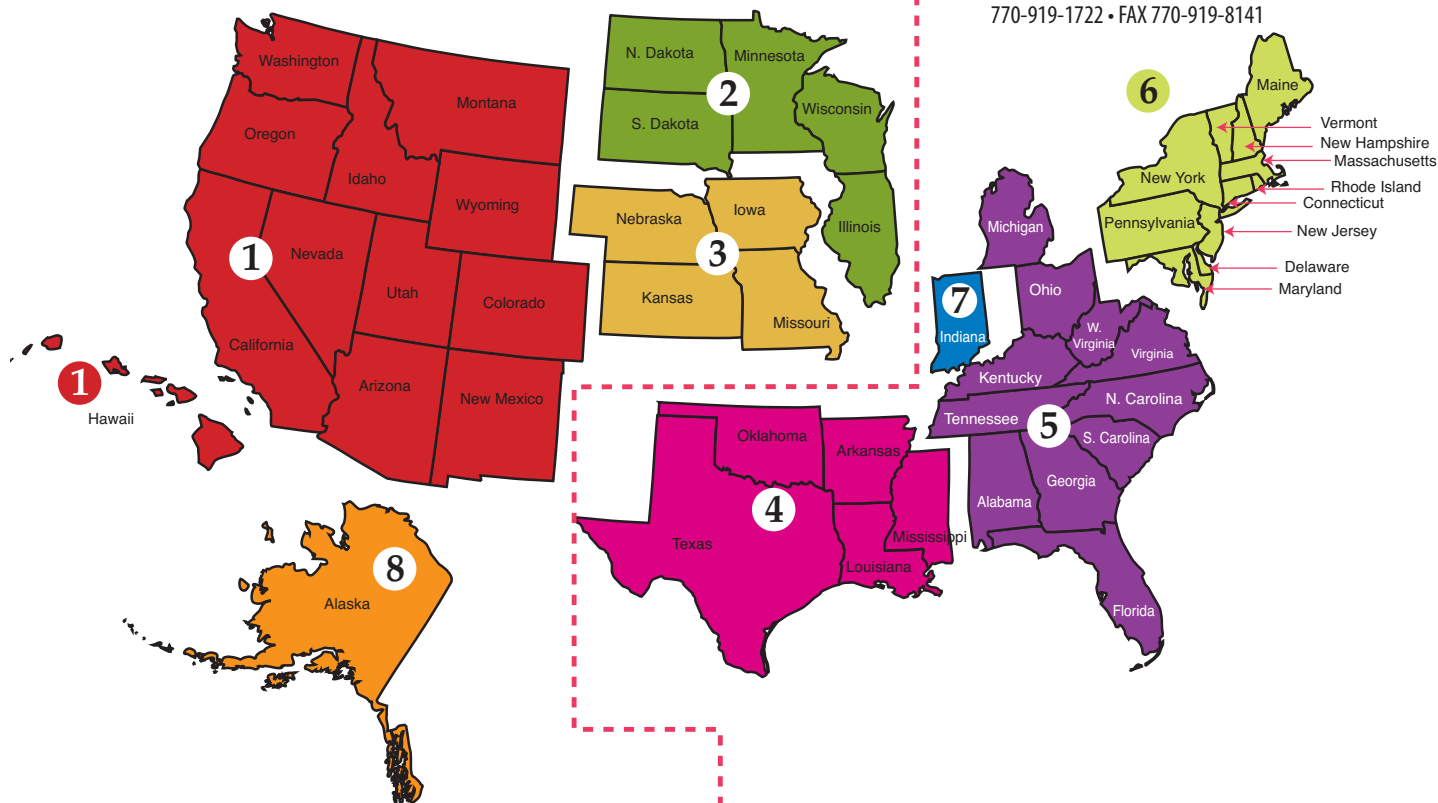 770-919-1722 • FAX 770-919-8141
Washington
Montana
Oregon
Idaho
Wyoming
1
Nevada
Utah
Colorado
California
Arizona
New Mexico
1
Hawaii
8
Alaska
N. Dakota
Minnesota
2
S. Dakota
Wisconsin
Illinois
Nebraska
Iowa
3
Kansas
Missouri
Oklahoma
Arkansas
4
Texas
Mississippi
Louisiana
Michigan
7
Indiana
Ohio
W.
Virginia
Virginia
Kentucky
Tennessee
N. Carolina
5
S. Carolina
Georgia
Alabama
Florida
6
Maine
Vermont
New Hampshire
Massachusetts
New York
Rhode Island
Connecticut
Pennsylvania
New Jersey
Delaware
Maryland